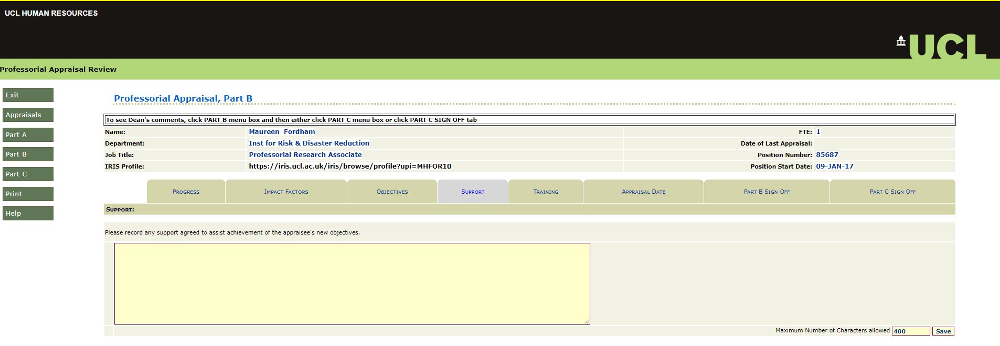 UCL HUMAN RESOURCES
UCL
Professorial Appraisal Review
Exit
Appraisals
Part A
Part B
Part C
Print
Help
Professorial Appraisal, Part B
To see Dean's comments, click PART B menu box and then either click PART C menu box or click PART C SIGN OFF tab
Name: Maureen Fordham FTE: 1
Department: Inst for Risk & Disaster Reduction Date of Last Appraisal:
Job Title: Professorial Research Associate Position Number: 85687
IRIS Profile: https://iris.ucl.ac.uk/iris/browse/profile?upi=MHFOR10 Position Start Date: 09-JAN-17
PROGRESS IMPACT FACTORS OBJECTIVES SUPPORT TRAINING APPRAISAL DATE PART B SIGN OFF PART C SIGN OFF
SUPPORT:
Please record any support agreed to assist achievement of the appraisee's new objectives.
Maximum Number of Characters allowed 400 Save